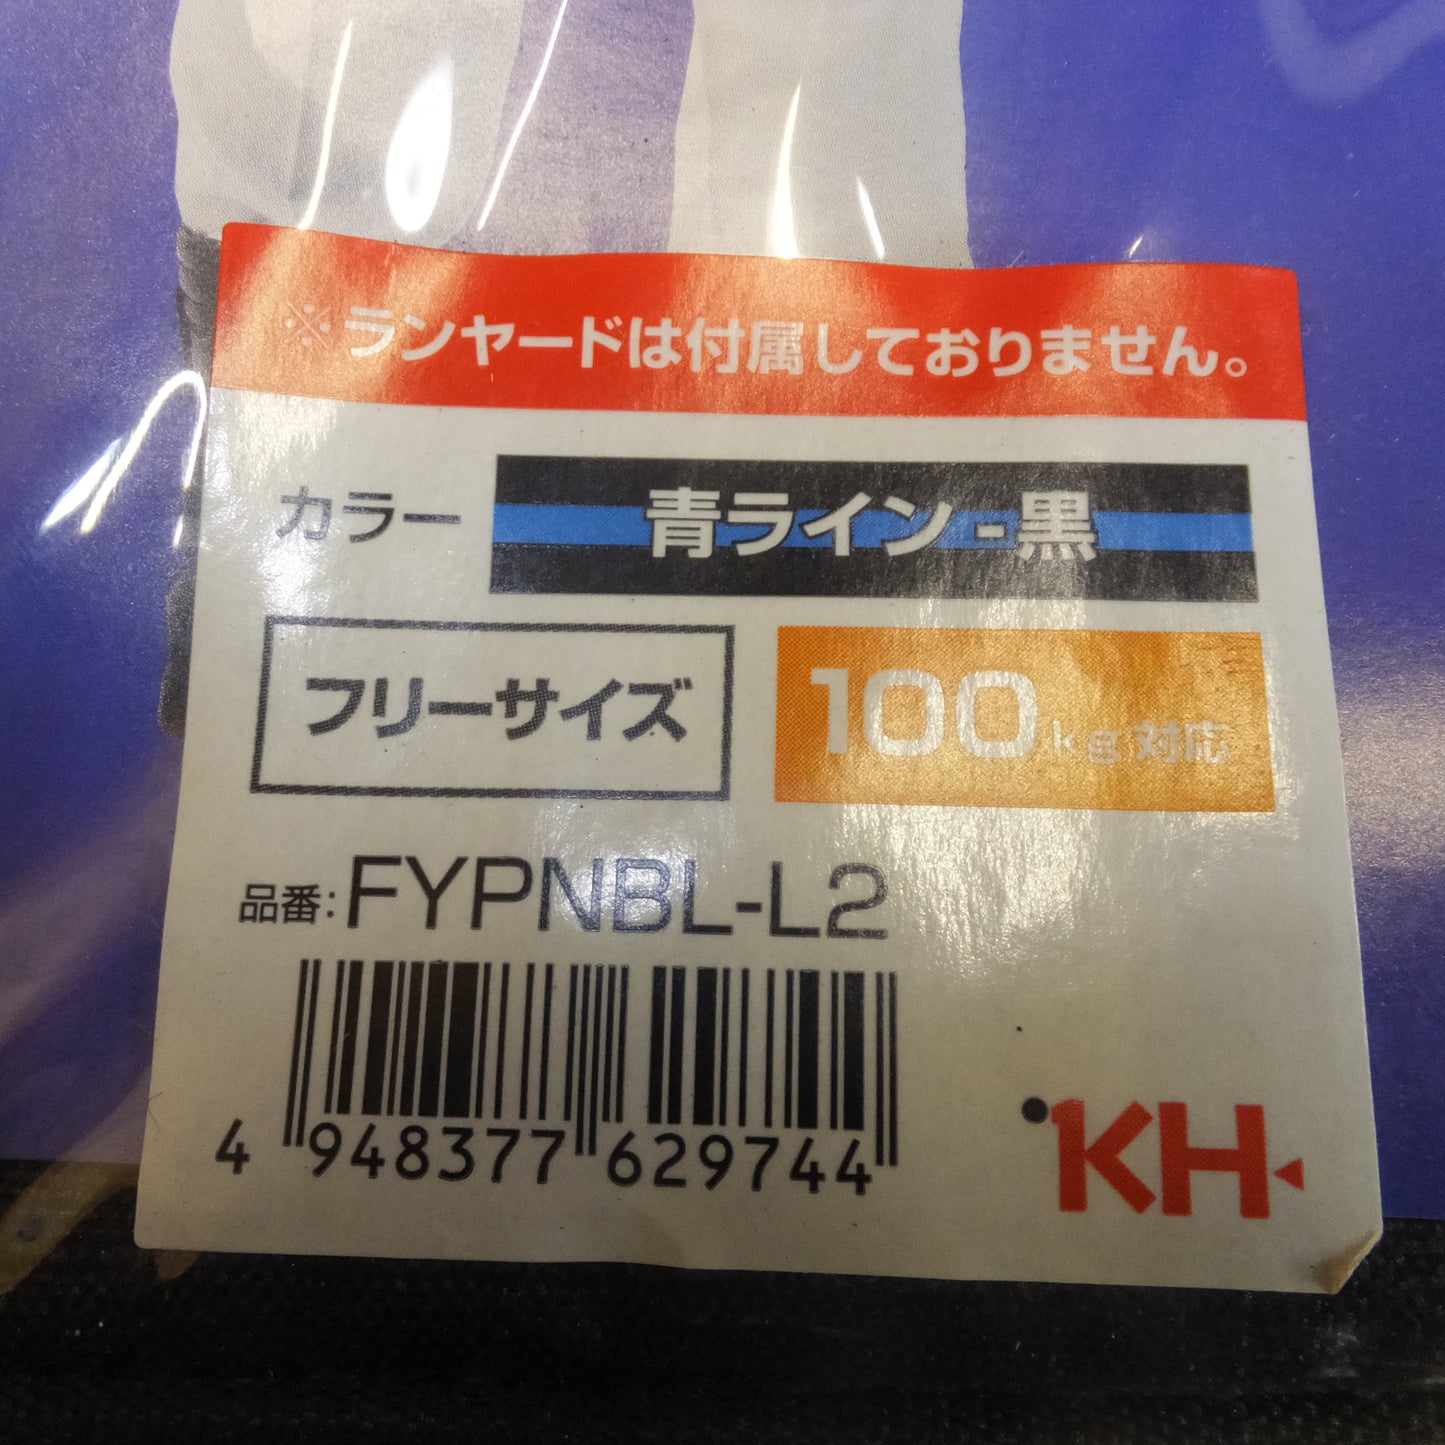 ※ランヤードは付属しておりません。
カラー 青ライン-黒
フリーサイズ 100kg対応
品番:FYPNBL-L2
4 948377 629744
KH